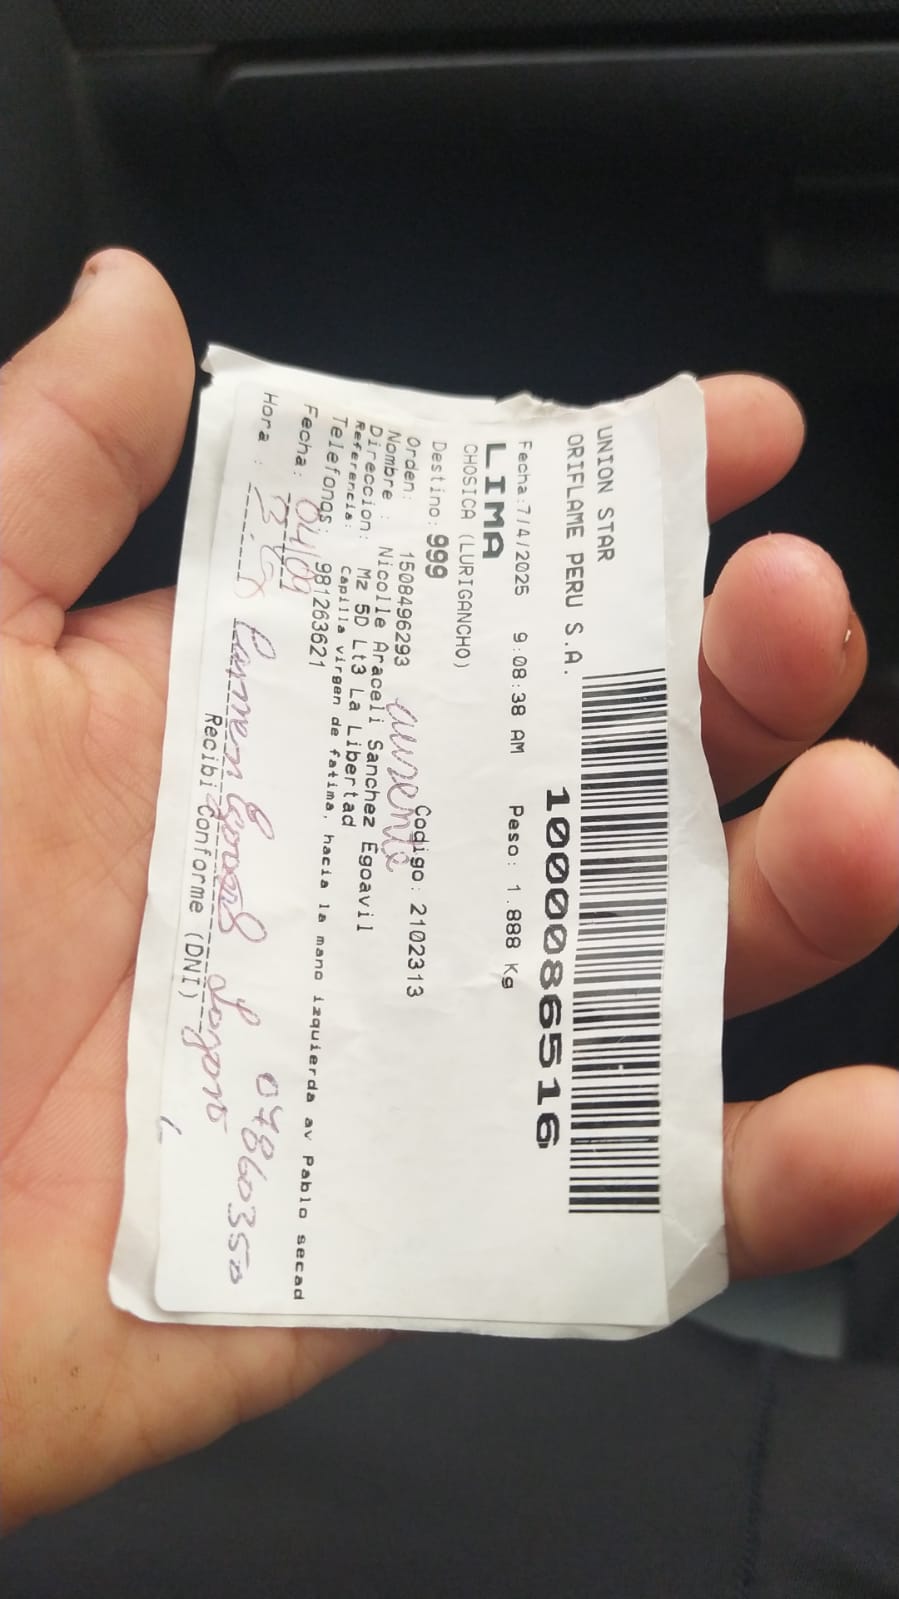 UNION STAR
ORIFLAME PERU S.A.
10000086516
Fecha:7/4/2025 9:08:38 AM Peso: 1.888 Kg
LIMA
CHOSICA (LURIGANCHO)
Destino: 999
Orden: 1508496293 Codigo: 2102313
Nombre : Nicolle Araceli Sanchez Egoavil
Direccion: Mz 5D Lt3 La Libertad
Referencia: Capilla virgen de fatima, hacia la mano izquierda av Pablo secad
Telefonos: 981263621
Fecha: 04/09
Hora :
Carmen
07860350
Recibi Conforme (DNI)